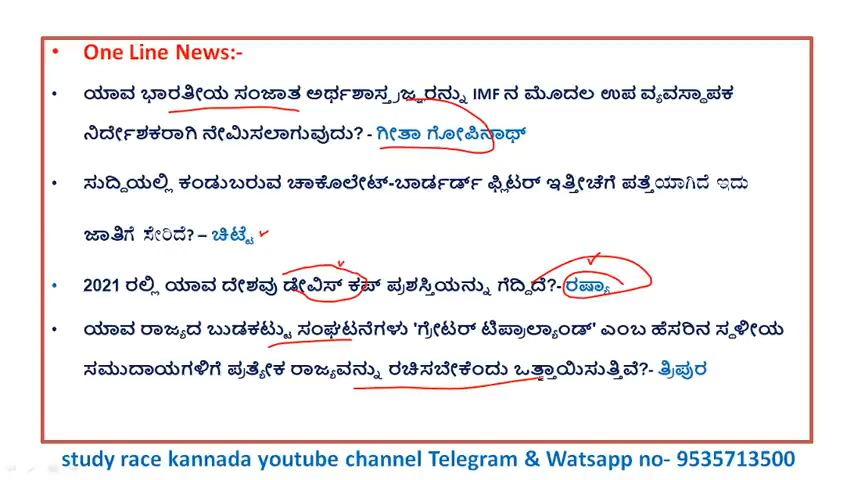 • One Line News:-
• ಯಾವ ಭಾರತೀಯ ಸಂಜಾತ ಅರ್ಥಶಾಸ್ತ್ರಜ್ಞರನ್ನು IMF ನ ಮೊದಲ ಉಪ ವ್ಯವಸ್ಥಾಪಕ
ನಿರ್ದೇಶಕರಾಗಿ ನೇಮಿಸಲಾಗುವುದು? - ಗೀತಾ ಗೋಪಿನಾಥ್
• ಸುದ್ದಿಯಲ್ಲಿ ಕಂಡುಬರುವ ಚಾಕೊಲೇಟ್-ಬಾರ್ಡರ್ಡ್ ಫ್ಲಿಟರ್ ಇತ್ತೀಚೆಗೆ ಪತ್ತೆಯಾಗಿದೆ ಇದು
ಜಾತಿಗೆ ಸೇರಿದೆ? – ಚಿಟ್ಟೆ
• 2021 ರಲ್ಲಿ ಯಾವ ದೇಶವು ಡೇವಿಸ್ ಕಪ್ ಪ್ರಶಸ್ತಿಯನ್ನು ಗೆದ್ದಿದೆ?- ರಷ್ಯಾ
• ಯಾವ ರಾಜ್ಯದ ಬುಡಕಟ್ಟು ಸಂಘಟನೆಗಳು 'ಗ್ರೇಟರ್ ಟಿಪ್ರಾಲ್ಯಾಂಡ್' ಎಂಬ ಹೆಸರಿನ ಸ್ಥಳೀಯ
ಸಮುದಾಯಗಳಿಗೆ ಪ್ರತ್ಯೇಕ ರಾಜ್ಯವನ್ನು ರಚಿಸಬೇಕೆಂದು ಒತ್ತಾಯಿಸುತ್ತಿವೆ?- ತ್ರಿಪುರ
study race kannada youtube channel Telegram & Watsapp no- 9535713500